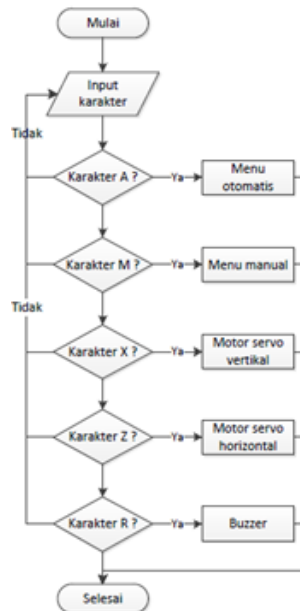 Mulai
Input
karakter
Tidak
Karakter A ?
Ya
Menu
otomatis
Karakter M ?
Ya
Menu manual
Tidak
Karakter X ?
Ya
Motor servo
vertikal
Karakter Z ?
Ya
Motor servo
horizontal
Karakter R ?
Ya
Buzzer
Selesai